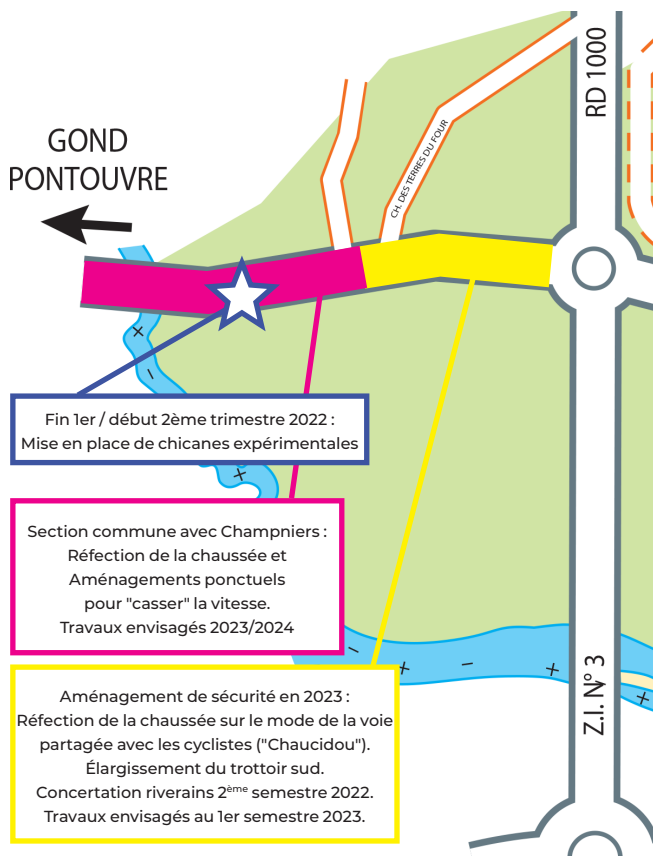 RD 1000
GOND
PONTOUVRE
CH. DES TERRES DU FOUR
Fin 1er / début 2ème trimestre 2022 :
Mise en place de chicanes expérimentales
Section commune avec Champniers :
Réfection de la chaussée et
Aménagements ponctuels
pour "casser" la vitesse.
Travaux envisagés 2023/2024
Z.I. N° 3
Aménagement de sécurité en 2023 :
Réfection de la chaussée sur le mode de la voie
partagée avec les cyclistes ("Chaucidou").
Élargissement du trottoir sud.
Concertation riverains 2ème semestre 2022.
Travaux envisagés au 1er semestre 2023.